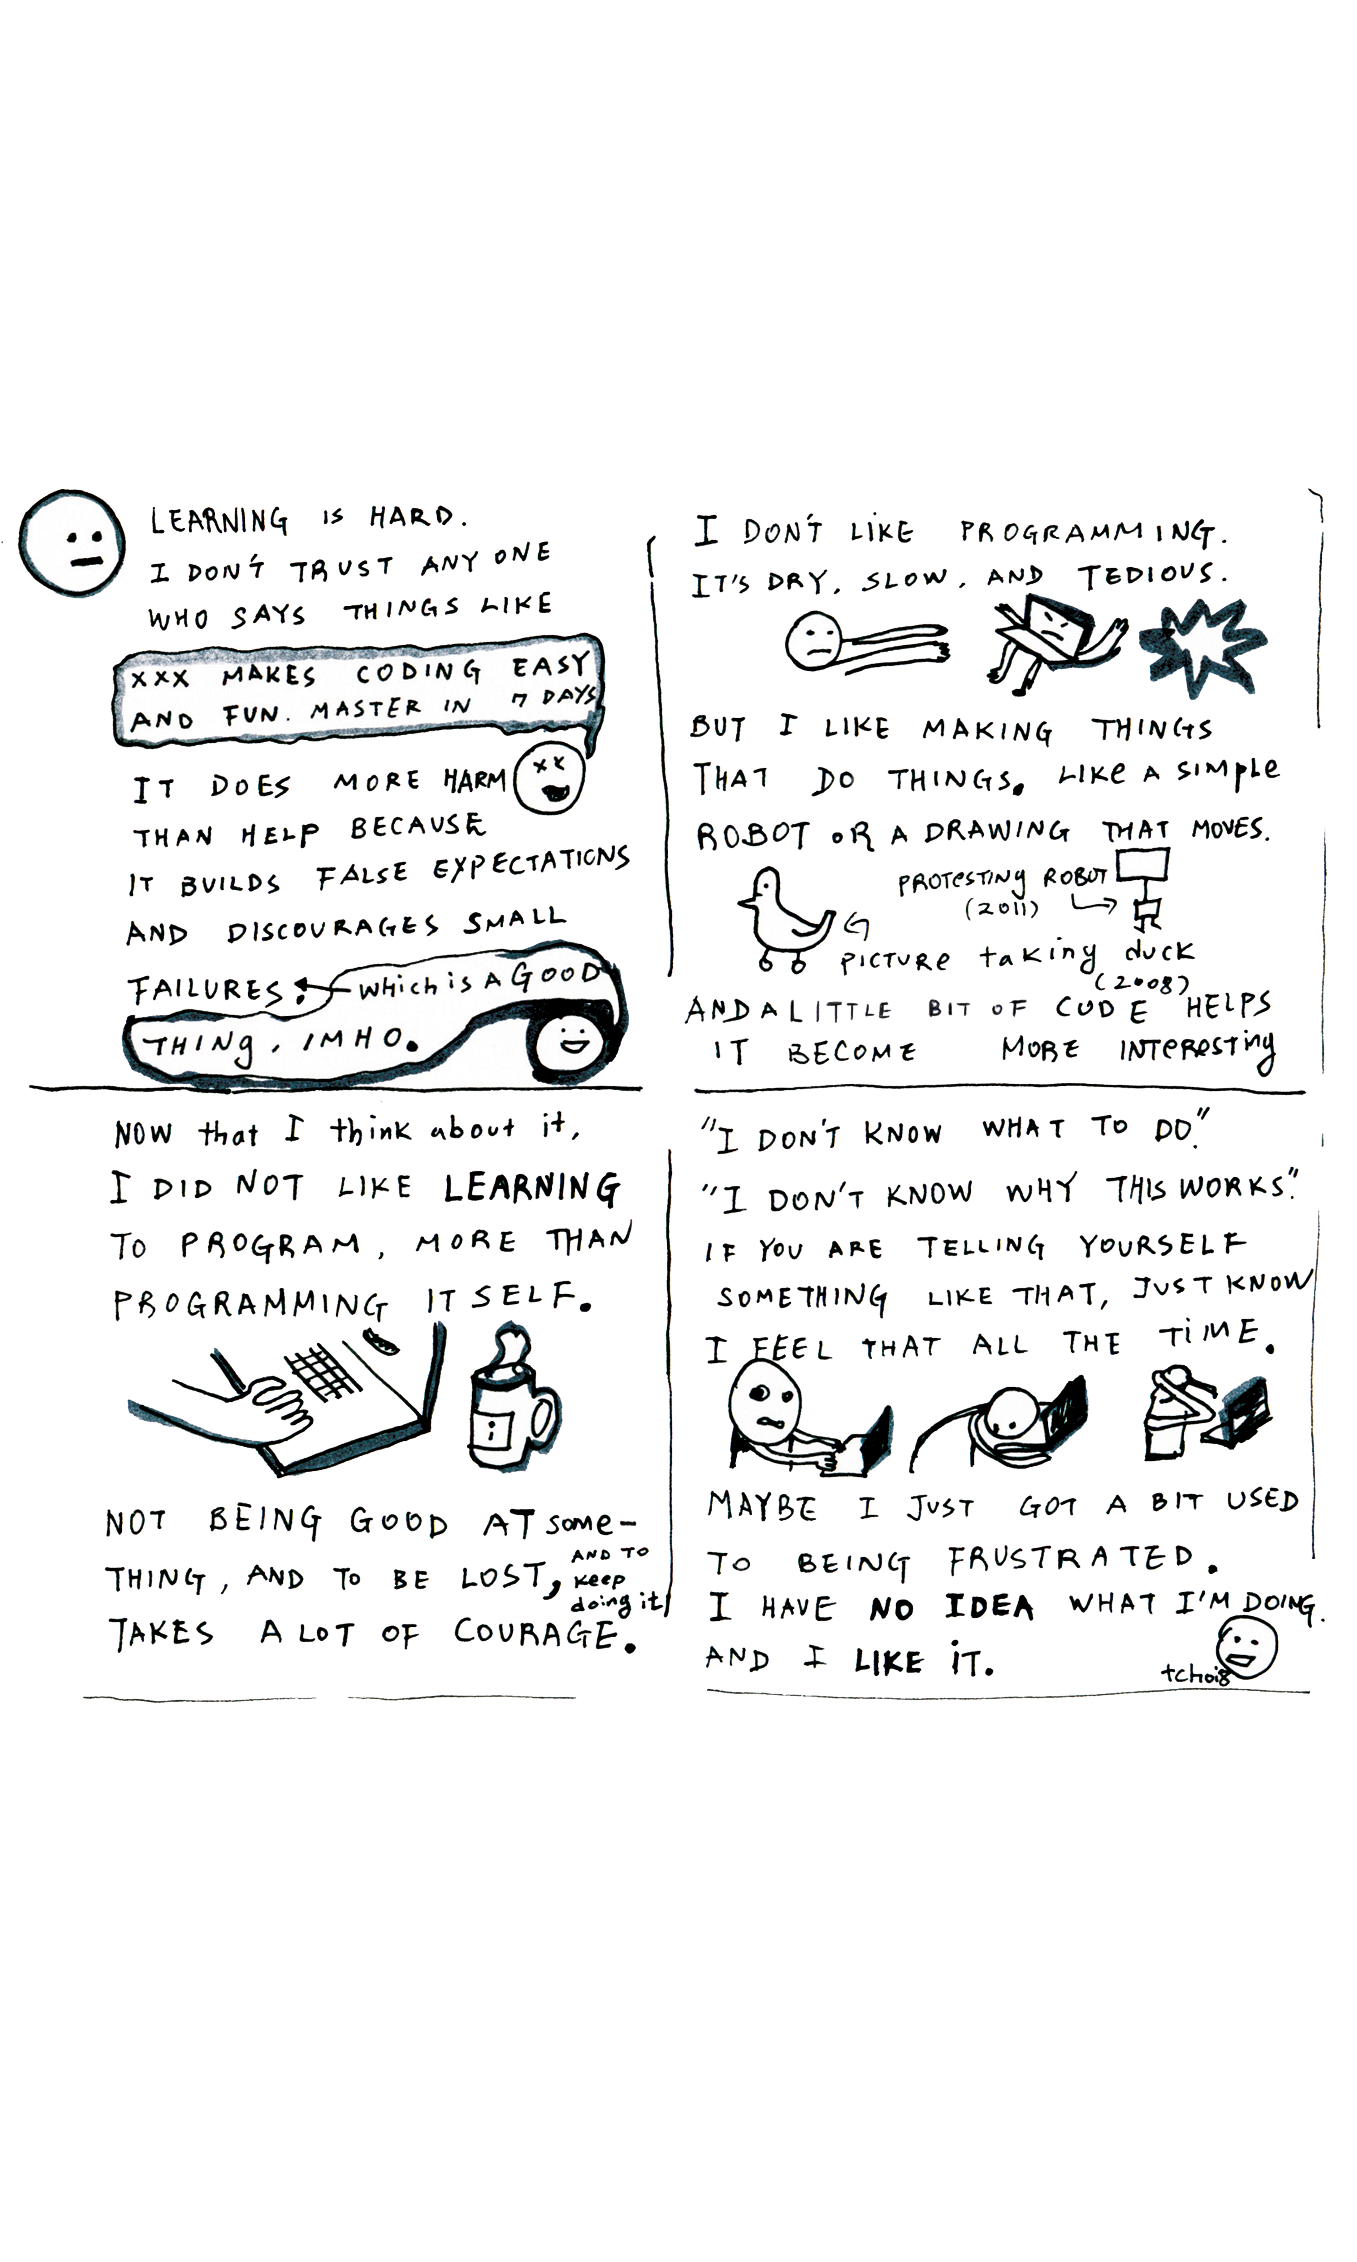 LEARNING IS HARD.
I DON'T TRUST ANY ONE
WHO SAYS THINGS LIKE
XXX MAKES CODING EASY
AND FUN. MASTER IN 7 DAYS
IT DOES MORE HARM
THAN HELP BECAUSE
IT BUILDS FALSE EXPECTATIONS
AND DISCOURAGES SMALL
FAILURES. which is A GOOD
THING, IMHO.
I DON'T LIKE PROGRAMMING.
IT'S DRY, SLOW, AND TEDIOUS.
BUT I LIKE MAKING THINGS
THAT DO THINGS. LIKE A SIMPLE
ROBOT OR A DRAWING THAT MOVES.
PROTESTING ROBOT
(2011)
PICTURE taking duck
(2008)
AND A LITTLE BIT OF CODE HELPS
IT BECOME MORE INTERESTING
NOW that I think about it,
I DID NOT LIKE LEARNING
TO PROGRAM, MORE THAN
PROGRAMMING ITSELF.
;
NOT BEING GOOD AT some-
THING, AND TO BE LOST, AND TO
keep
doing it
TAKES A LOT OF COURAGE.
"I DON'T KNOW WHAT TO DO."
"I DON'T KNOW WHY THIS WORKS."
IF YOU ARE TELLING YOURSELF
SOMETHING LIKE THAT, JUST KNOW
I FEEL THAT ALL THE TIME.
MAYBE I JUST GOT A BIT USED
TO BEING FRUSTRATED.
I HAVE NO IDEA WHAT I'M DOING.
AND I LIKE IT.
tchoi8